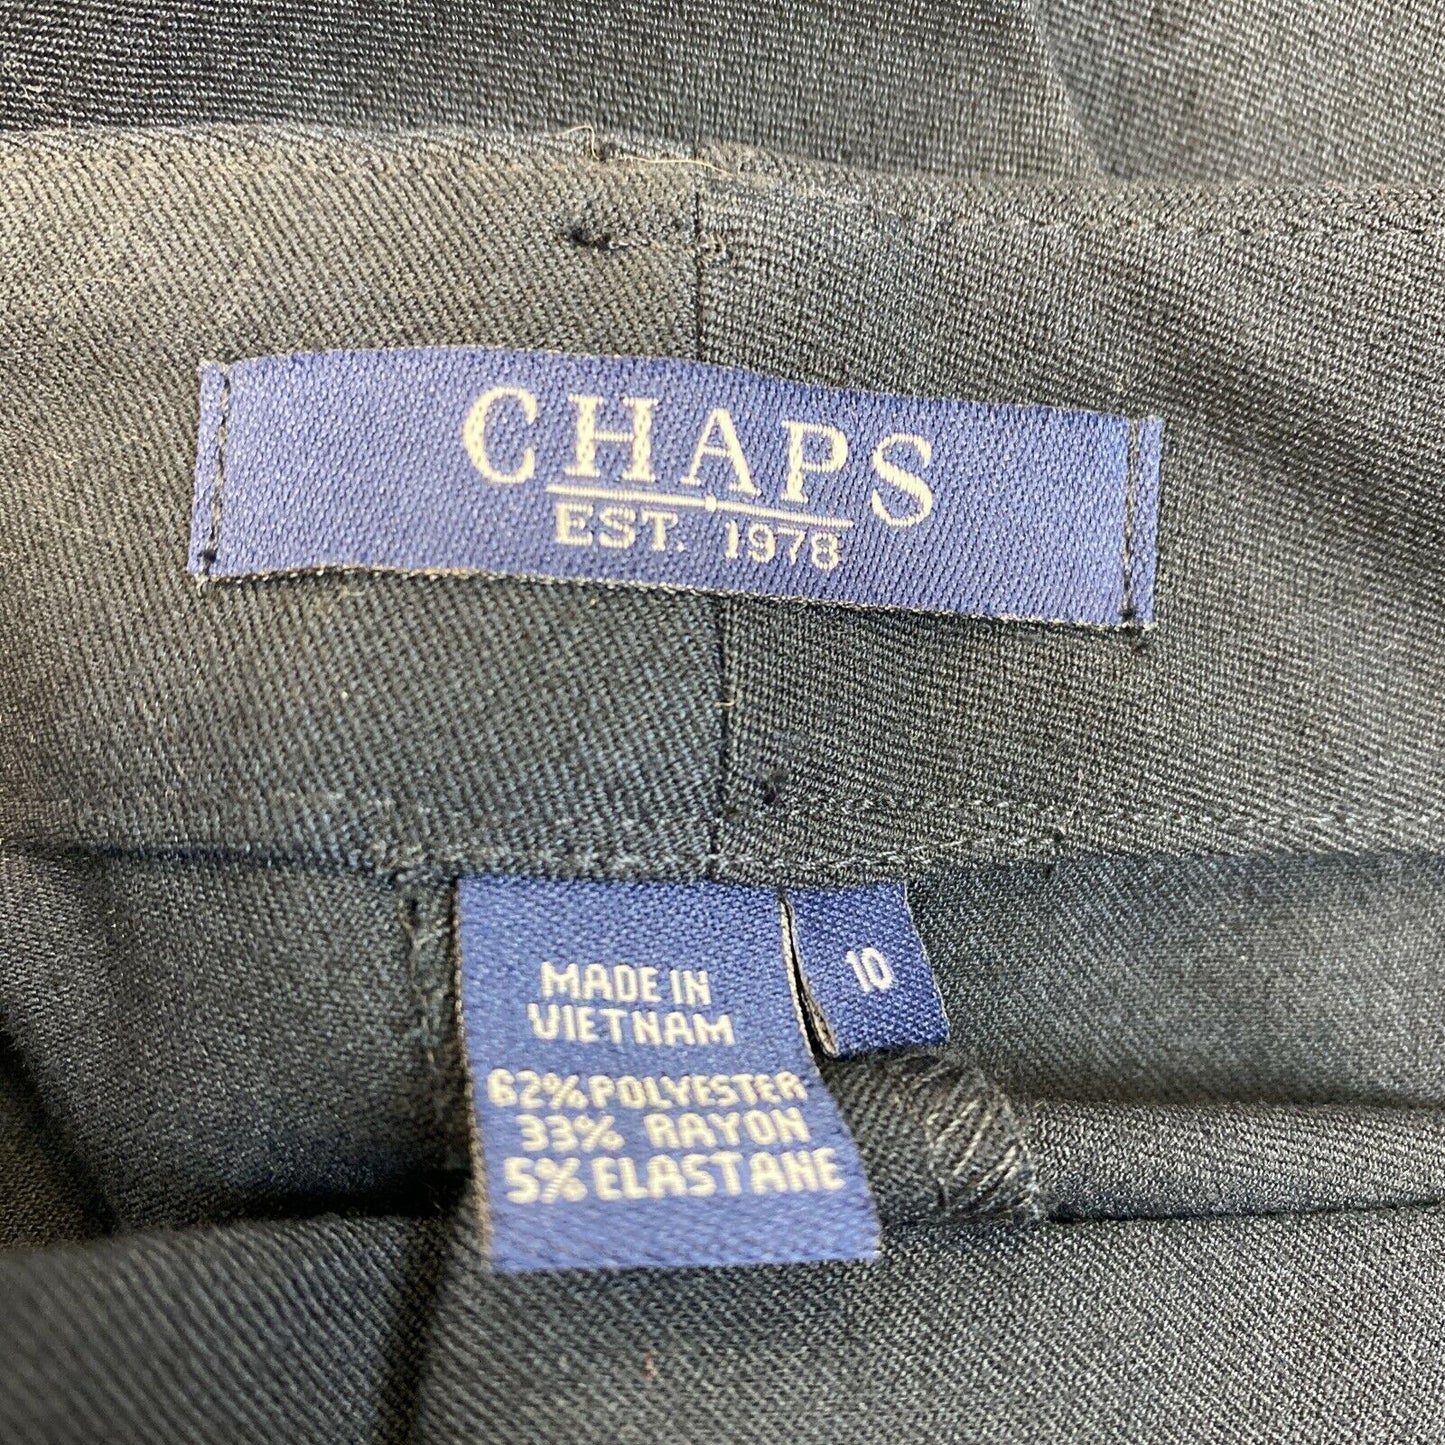 CHAPS
EST. 1978
MADE IN
VIETNAM
62% POLYESTER
33% RAYON
5% ELASTANE
10